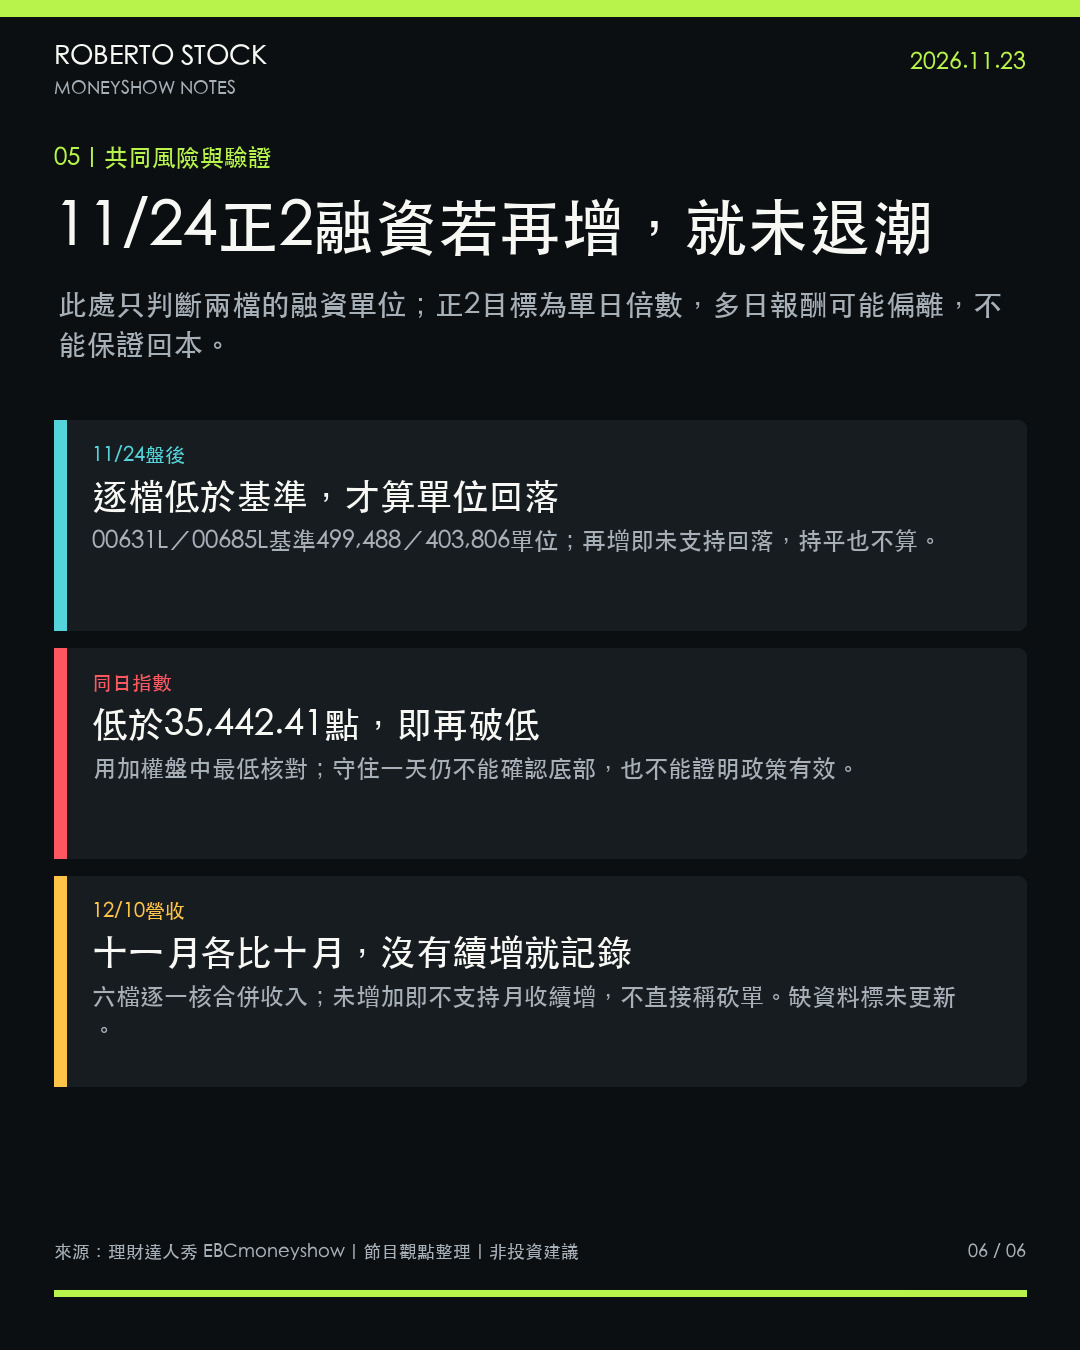 ROBERTO STOCK
MONEYSHOW NOTES
2026.11.23
05｜共同風險與驗證
11/24正2融資若再增，就未退潮
此處只判斷兩檔的融資單位；正2目標為單日倍數，多日報酬可能偏離，不
能保證回本。
11/24盤後
逐檔低於基準，才算單位回落
00631L／00685L基準499,488／403,806單位；再增即未支持回落，持平也不算。
同日指數
低於35,442.41點，即再破低
用加權盤中最低核對；守住一天仍不能確認底部，也不能證明政策有效。
12/10營收
十一月各比十月，沒有續增就記錄
六檔逐一核合併收入；未增加即不支持月收續增，不直接稱砍單。缺資料標未更新
。
來源：理財達人秀 EBCmoneyshow｜節目觀點整理｜非投資建議
06 / 06